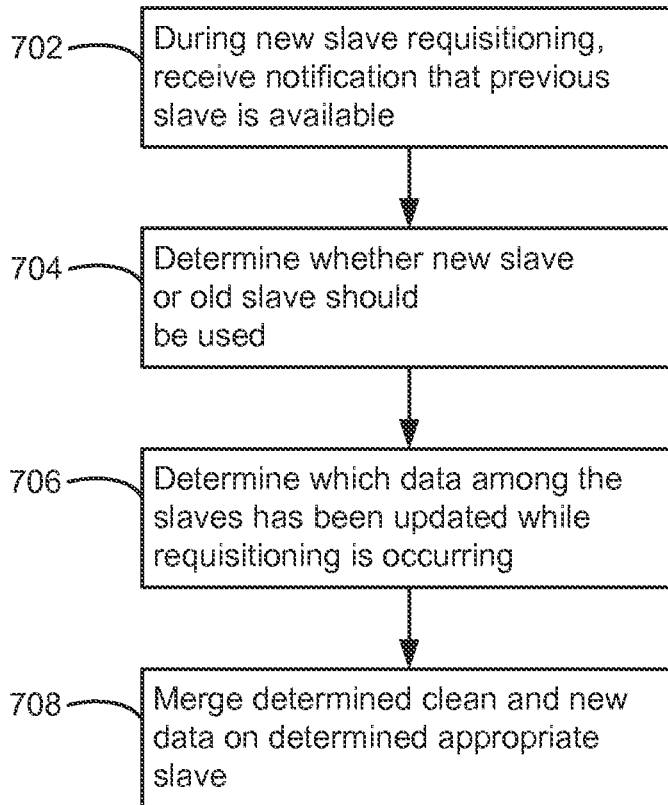 702
During new slave requisitioning,
receive notification that previous
slave is available
704
Determine whether new slave
or old slave should
be used
706
Determine which data among the
slaves has been updated while
requisitioning is occurring
708
Merge determined clean and new
data on determined appropriate
slave